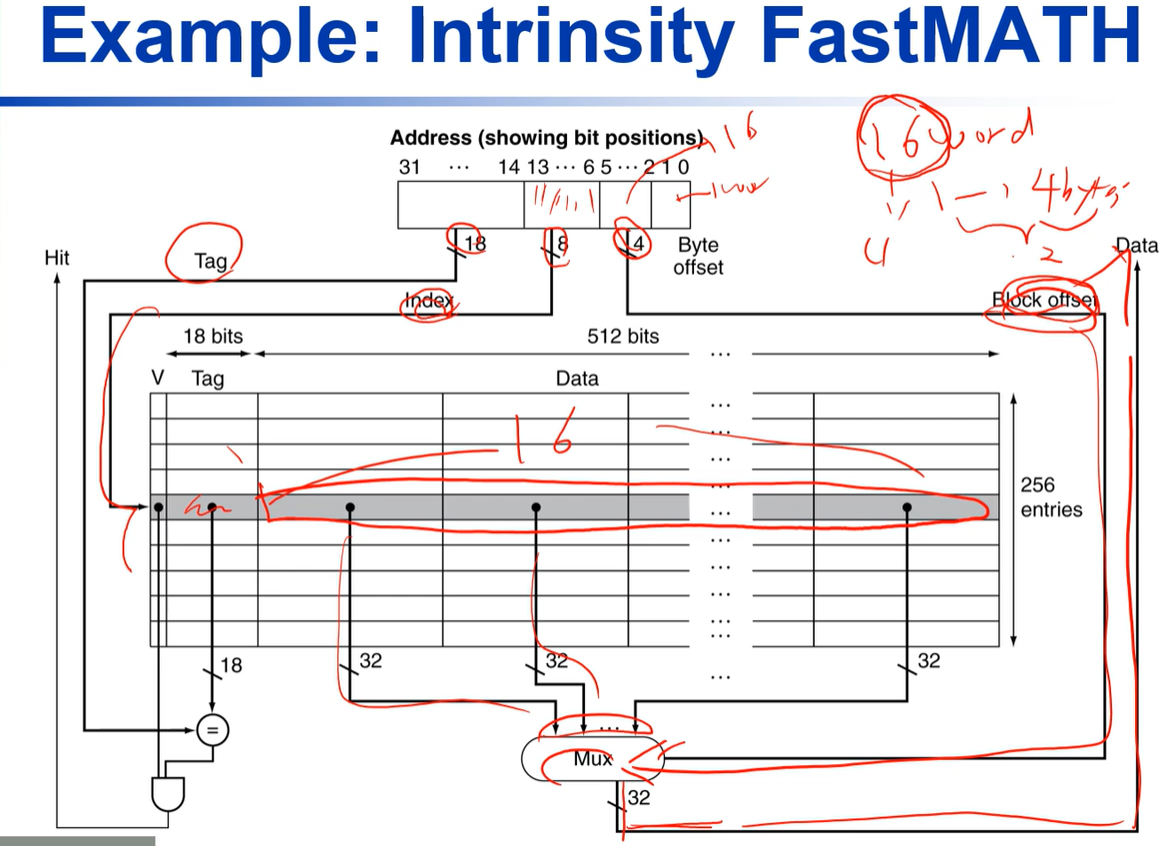 Example: Intrinsity FastMATH
Address (showing bit positions)
16
16 word
31 ... 14 13 ... 6 5 ... 2 1 0
1 → 4 bytes
18
8
4
Byte
offset
4
2
Data
Hit
Tag
Index
Block offset
18 bits
512 bits
...
V
Tag
Data
...
...
...
16
...
...
256
entries
...
...
...
...
18
32
32
...
32
=
...
Mux
32